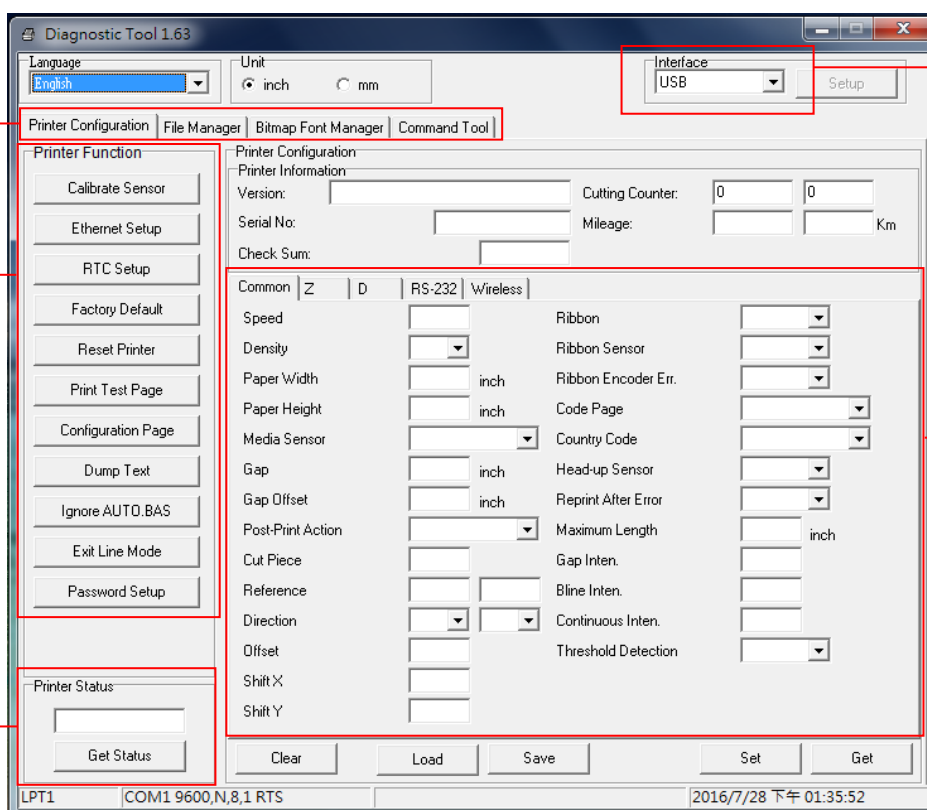 Diagnostic Tool 1.63
Language
English
Unit
inch
mm
Interface
USB
Setup
Printer Configuration
File Manager
Bitmap Font Manager
Command Tool
Printer Function
Calibrate Sensor
Ethernet Setup
RTC Setup
Factory Default
Reset Printer
Print Test Page
Configuration Page
Dump Text
Ignore AUTO.BAS
Exit Line Mode
Password Setup
Printer Status
Get Status
Printer Configuration
Printer Information
Version:
Cutting Counter: 0 0
Serial No:
Mileage: Km
Check Sum:
Common
Z
D
RS-232
Wireless
Speed
Density
Paper Width inch
Paper Height inch
Media Sensor
Gap inch
Gap Offset inch
Post-Print Action
Cut Piece
Reference
Direction
Offset
Shift X
Shift Y
Ribbon
Ribbon Sensor
Ribbon Encoder Err.
Code Page
Country Code
Head-up Sensor
Reprint After Error
Maximum Length inch
Gap Inten.
Bline Inten.
Continuous Inten.
Threshold Detection
Clear
Load
Save
Set
Get
LPT1
COM1 9600,N,8,1 RTS
2016/7/28 下午 01:35:52